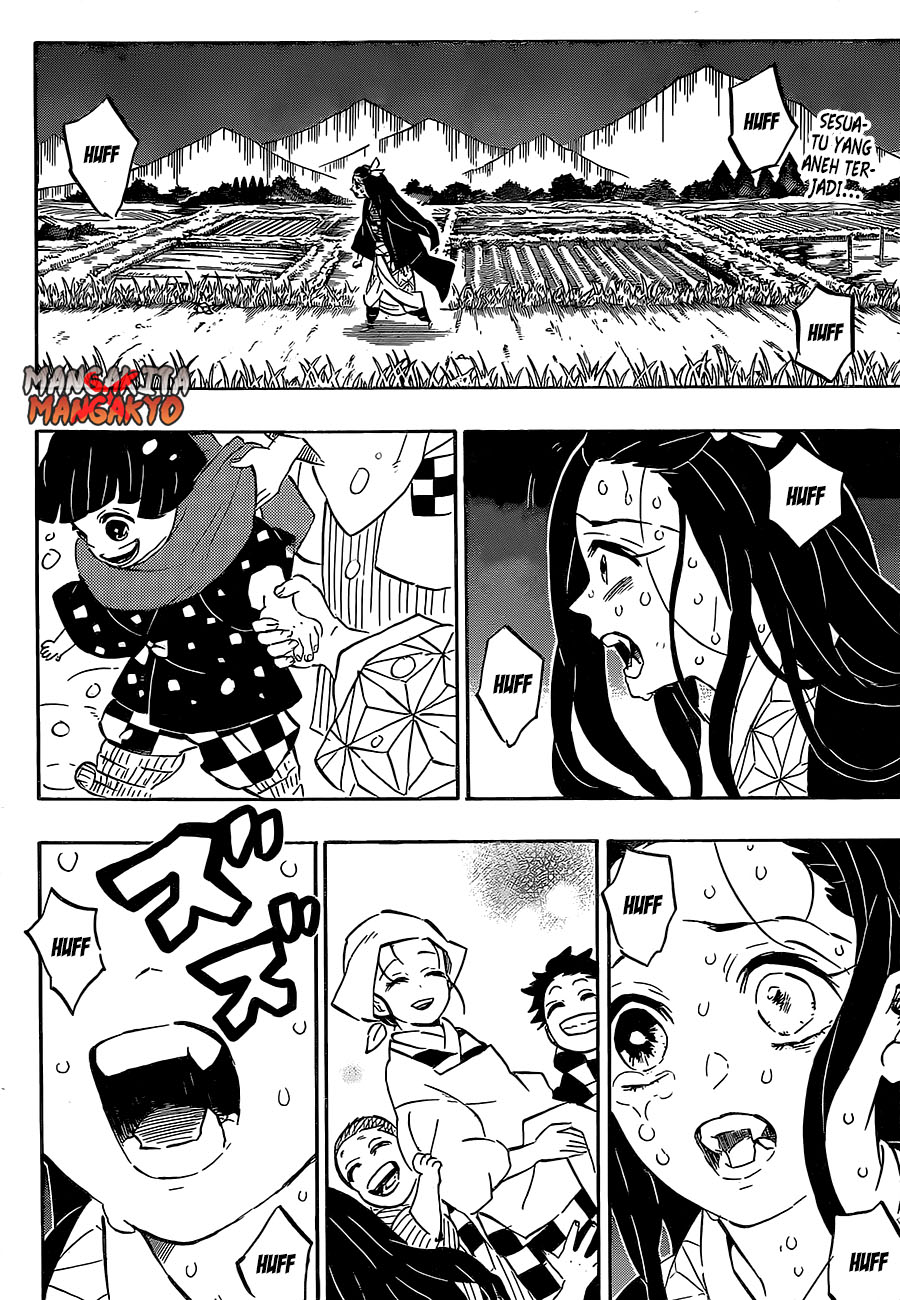 HUFF
SESUA-
TU YANG
ANEH TER-
JADI...
HUFF
HUFF
MANGAKITA
MANGAKYO
HUFF
HUFF
HUFF
ズズ
HUFF
HUFF
HUFF